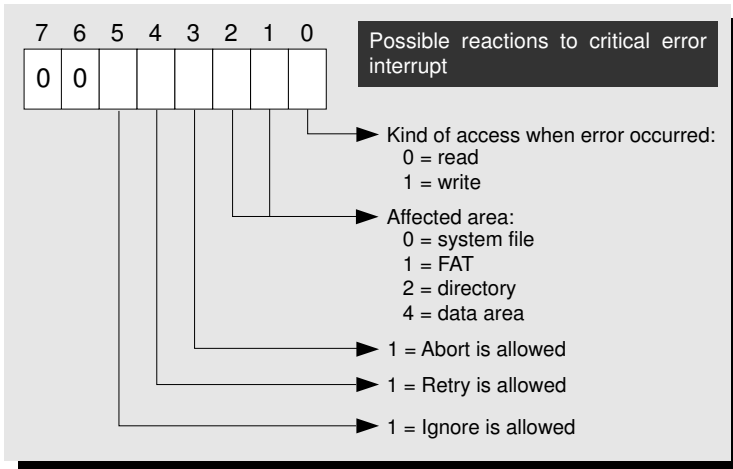 7 6 5 4 3 2 1 0
0 0
Possible reactions to critical error
interrupt
Kind of access when error occurred:
0 = read
1 = write
Affected area:
0 = system file
1 = FAT
2 = directory
4 = data area
1 = Abort is allowed
1 = Retry is allowed
1 = Ignore is allowed